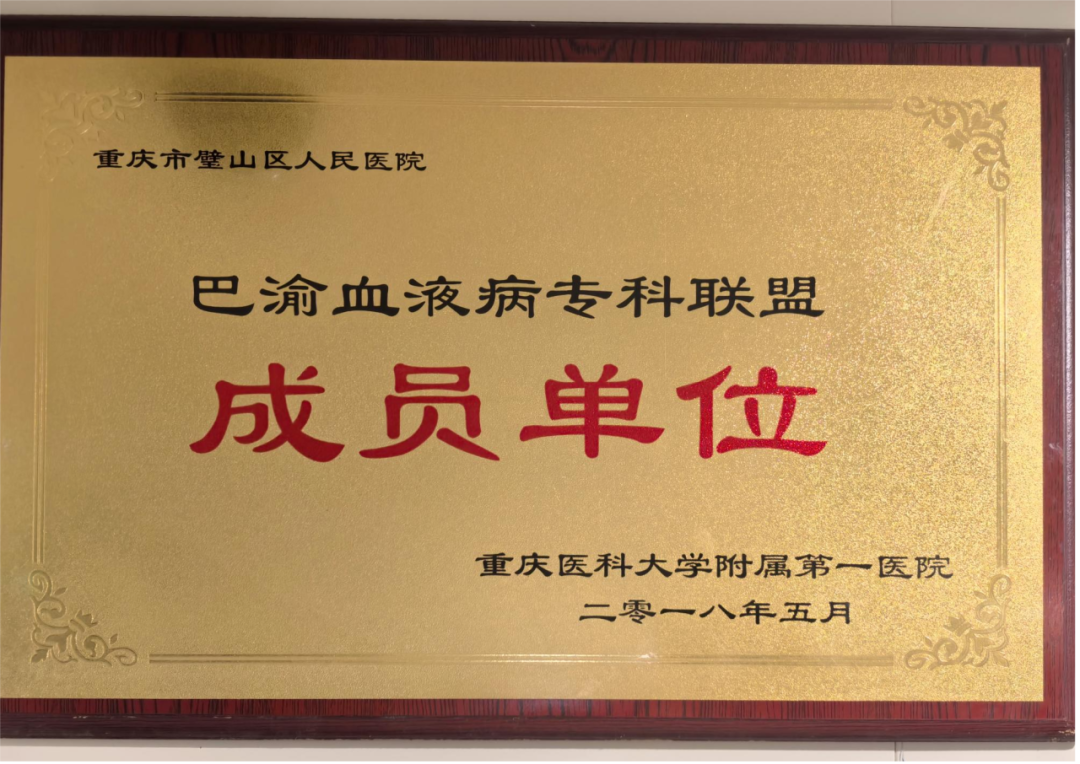 重庆市璧山区人民医院
巴渝血液病专科联盟
成员单位
重庆医科大学附属第一医院
二零一八年五月